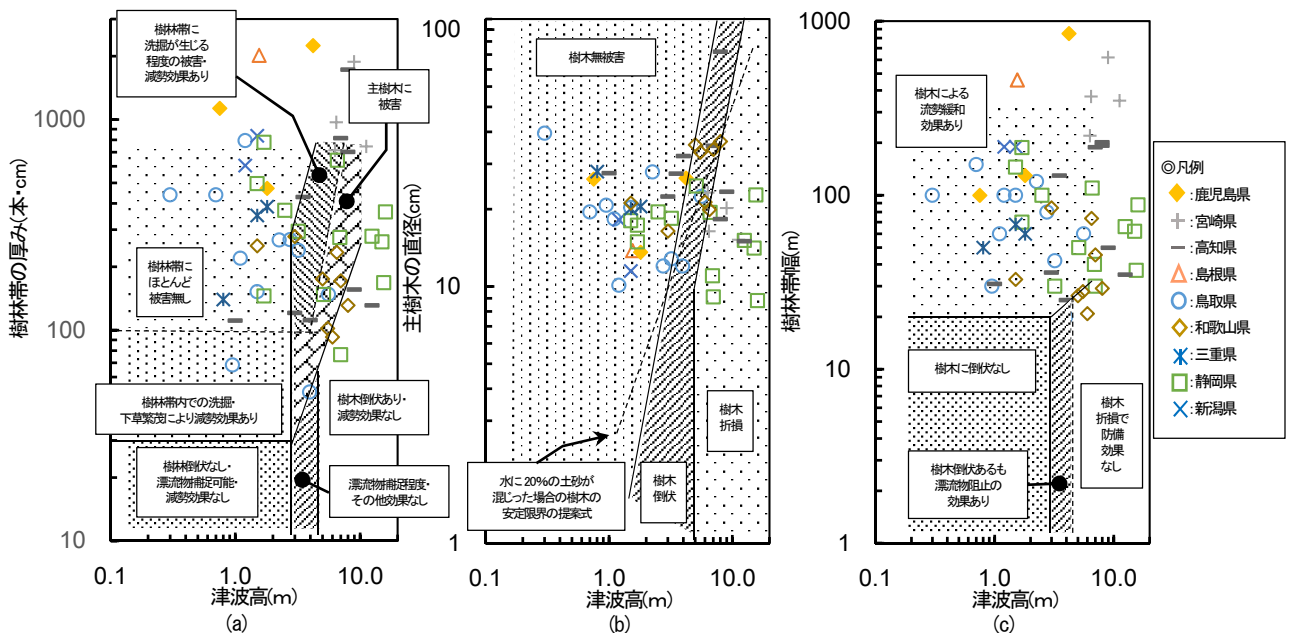 樹林帯に
洗掘が生じる
程度の被害・
減勢効果あり
主樹木に
被害
樹林帯に
ほとんど
被害無し
樹林帯内での洗掘・
下草繁茂により減勢効果あり
樹木倒伏あり・
減勢効果なし
樹林倒伏なし・
漂流物捕捉可能・
減勢効果なし
漂流物捕捉程度・
その他効果なし
樹林帯の厚み(本・cm)
1000
100
10
0.1
1.0
10.0
津波高(m)
(a)
樹木無被害
樹木
折損
樹木
倒伏
水に20%の土砂が
混じった場合の樹木の
安定限界の提案式
主樹木の直径(cm)
100
10
1
0.1
1.0
10.0
津波高(m)
(b)
樹木による
流勢緩和
効果あり
樹木に倒伏なし
樹木
折損で
防備
効果
なし
樹木倒伏あるも
漂流物阻止の
効果あり
樹林帯幅(m)
1000
100
10
1
0.1
1.0
10.0
津波高(m)
(c)
◎凡例
:鹿児島県
:宮崎県
:高知県
:島根県
:鳥取県
:和歌山県
:三重県
:静岡県
:新潟県